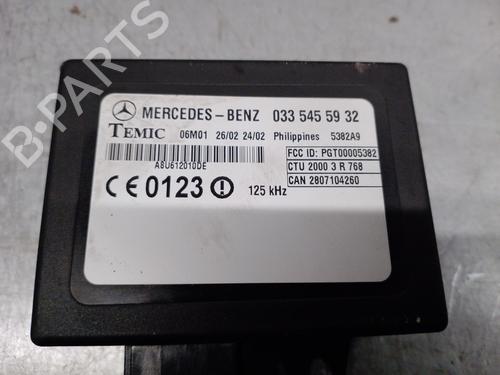 MERCEDES-BENZ 033 545 59 32
TEMIC 06M01 26/02 24/02 Philippines 5382A9
FCC ID: PGT00005382
A8U612010DE
CTU 2000 3 R 768
CE 0123 125 kHz
CAN 2807104260
B-PARTS